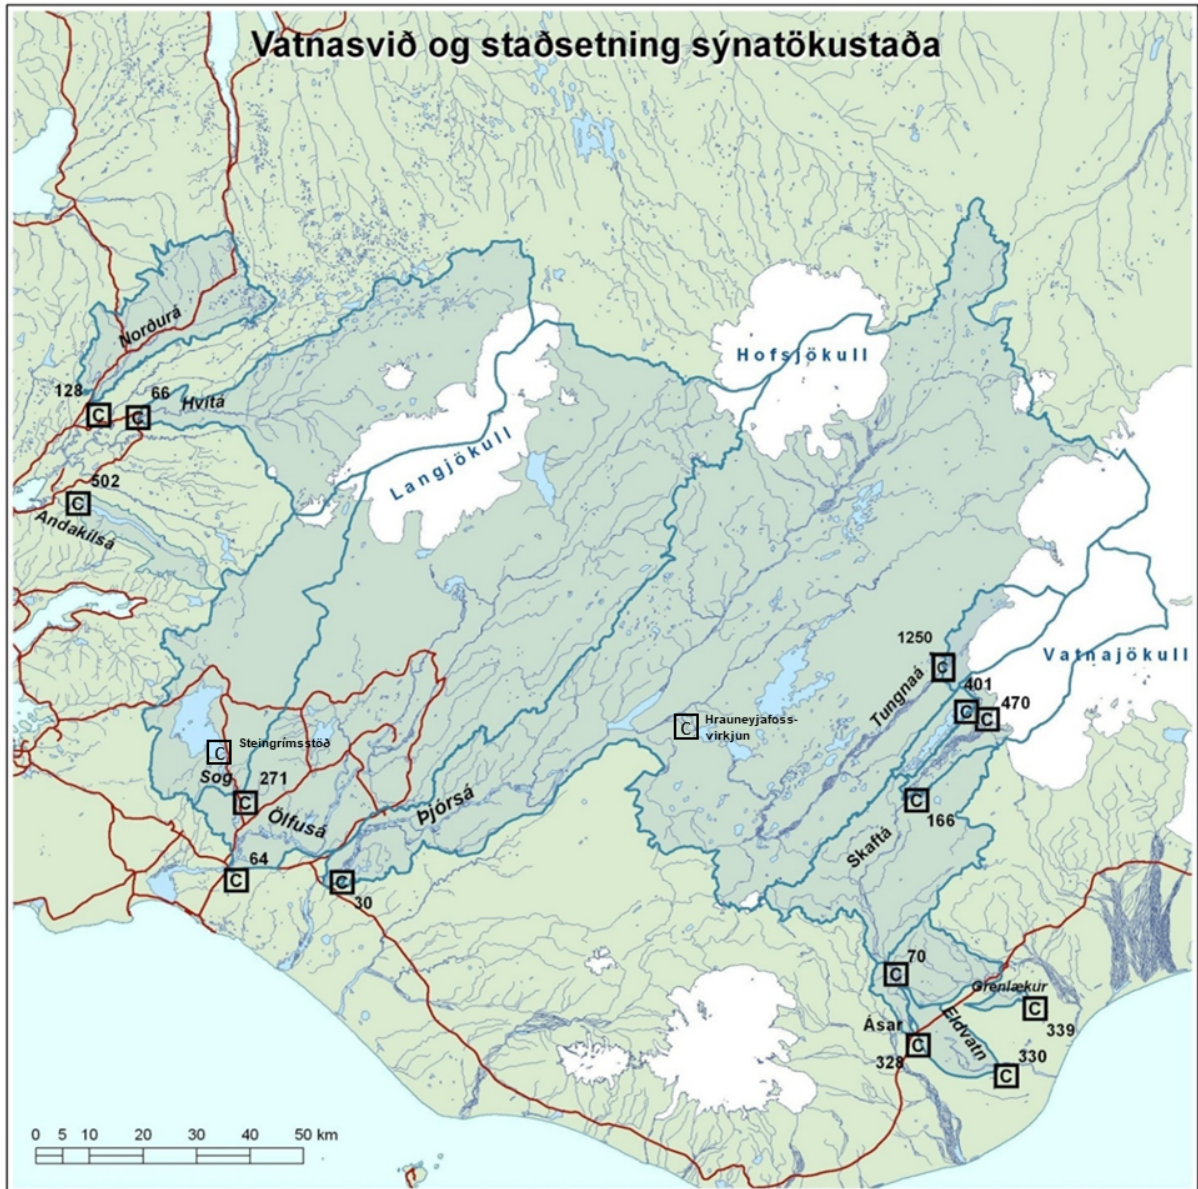 Vatnasvið og staðsetning sýnatökustaða
Norðurá
Hofsjökull
128
66
Hvítá
C
C
Langjökull
502
C
Andakílsá
1250
C
Vatnajökull
Tungnaá
401
470
C
C
Hrauneyjafoss-
virkjun
C
Steingrímsstöð
C
Sog
271
C
Ölfusá
Þjórsá
C
166
Skaftá
64
C
C
30
70
C
Grenlækur
C
339
Ásar
Eldvatn
328
C
330
C
0 5 10 20 30 40 50 km